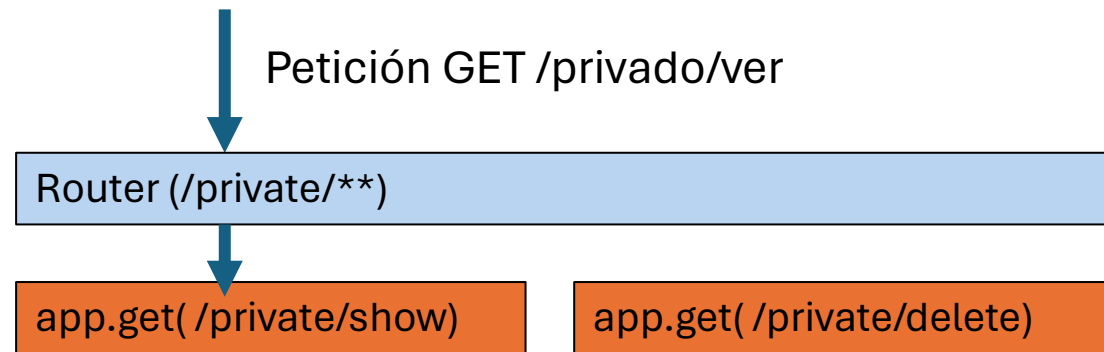 Petición GET /privado/ver
Router (/private/**)
app.get( /private/show)
app.get( /private/delete)